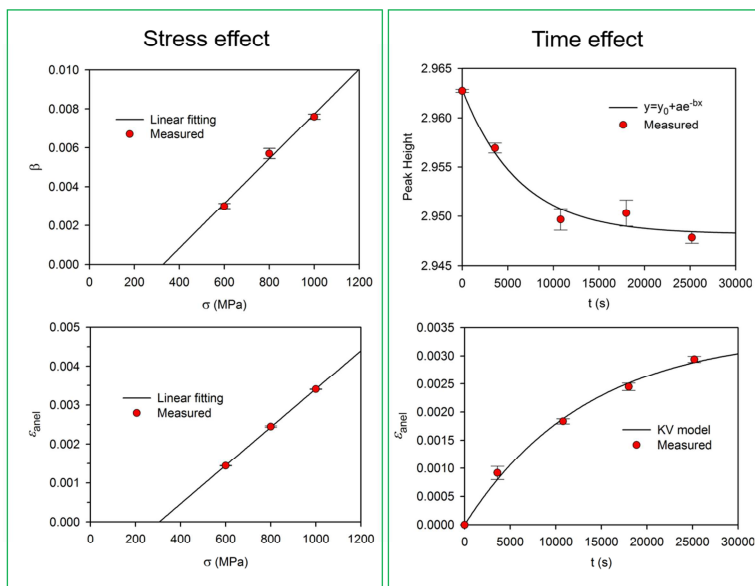 Stress effect
0.010
0.008
0.006
0.004
0.002
0.000
β
Linear fitting
Measured
0 200 400 600 800 1000 1200
σ (MPa)
0.005
0.004
0.003
0.002
0.001
0.000
εanel
Linear fitting
Measured
0 200 400 600 800 1000 1200
σ (MPa)
Time effect
2.965
2.960
2.955
2.950
2.945
Peak Height
y=y₀+ae⁻ᵇˣ
Measured
0 5000 10000 15000 20000 25000 30000
t (s)
0.0035
0.0030
0.0025
0.0020
0.0015
0.0010
0.0005
0.0000
εanel
KV model
Measured
0 5000 10000 15000 20000 25000 30000
t (s)